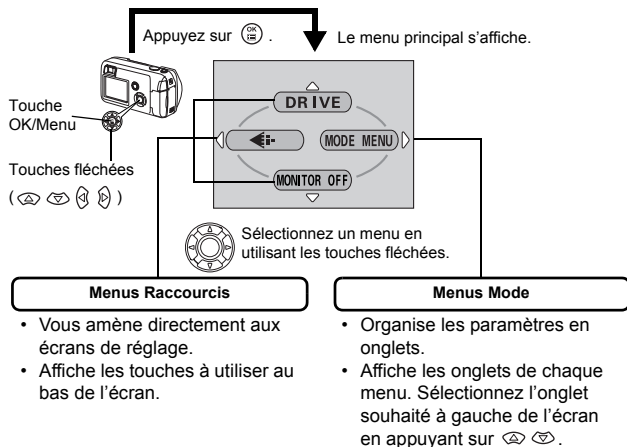 Appuyez sur OK .
Le menu principal s'affiche.
Touche
OK/Menu
Touches fléchées
( )
DRIVE
MODE MENU
MONITOR OFF
Sélectionnez un menu en
utilisant les touches fléchées.
Menus Raccourcis
• Vous amène directement aux
écrans de réglage.
• Affiche les touches à utiliser au
bas de l'écran.
Menus Mode
• Organise les paramètres en
onglets.
• Affiche les onglets de chaque
menu. Sélectionnez l'onglet
souhaité à gauche de l'écran
en appuyant sur .